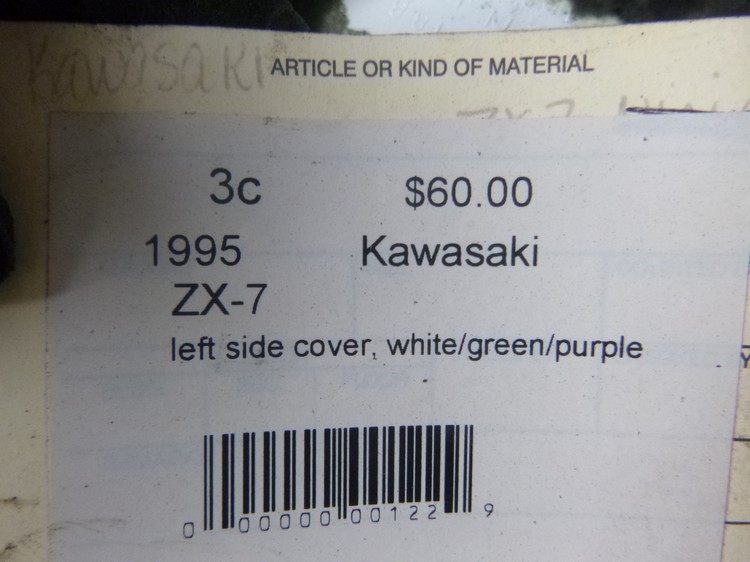 Kawasaki
ARTICLE OR KIND OF MATERIAL
3c $60.00
1995 Kawasaki
ZX-7
left side cover, white/green/purple
0 00000 00122 9